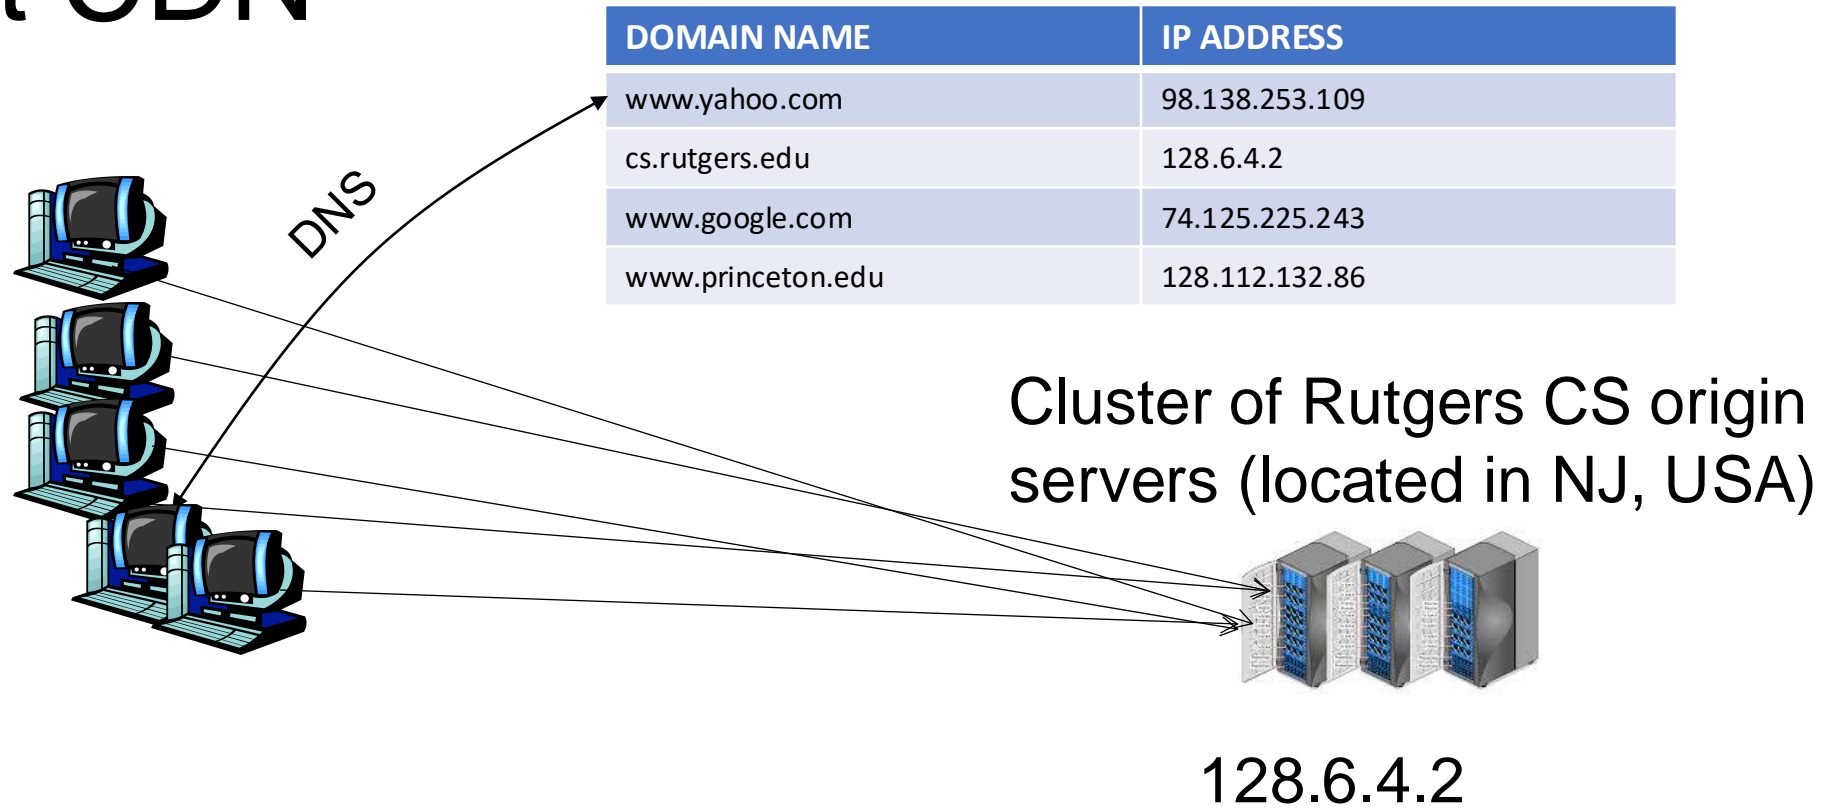 CDN
DOMAIN NAME IP ADDRESS
www.yahoo.com 98.138.253.109
cs.rutgers.edu 128.6.4.2
www.google.com 74.125.225.243
www.princeton.edu 128.112.132.86
DNS
Cluster of Rutgers CS origin
servers (located in NJ, USA)
128.6.4.2